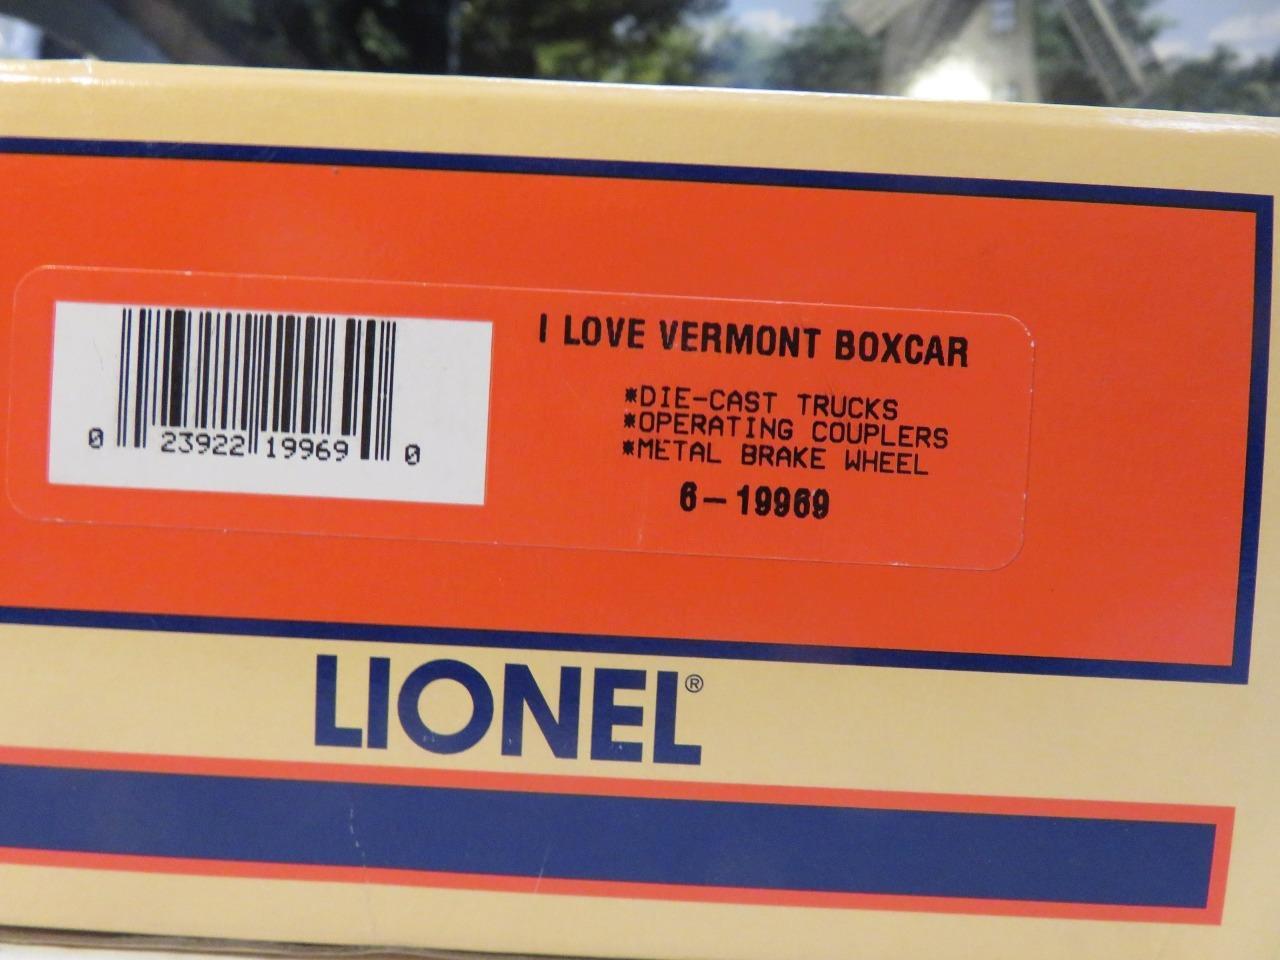 I LOVE VERMONT BOXCAR
*DIE-CAST TRUCKS
*OPERATING COUPLERS
*METAL BRAKE WHEEL
6-19969
0 23922 19969 0
LIONEL®